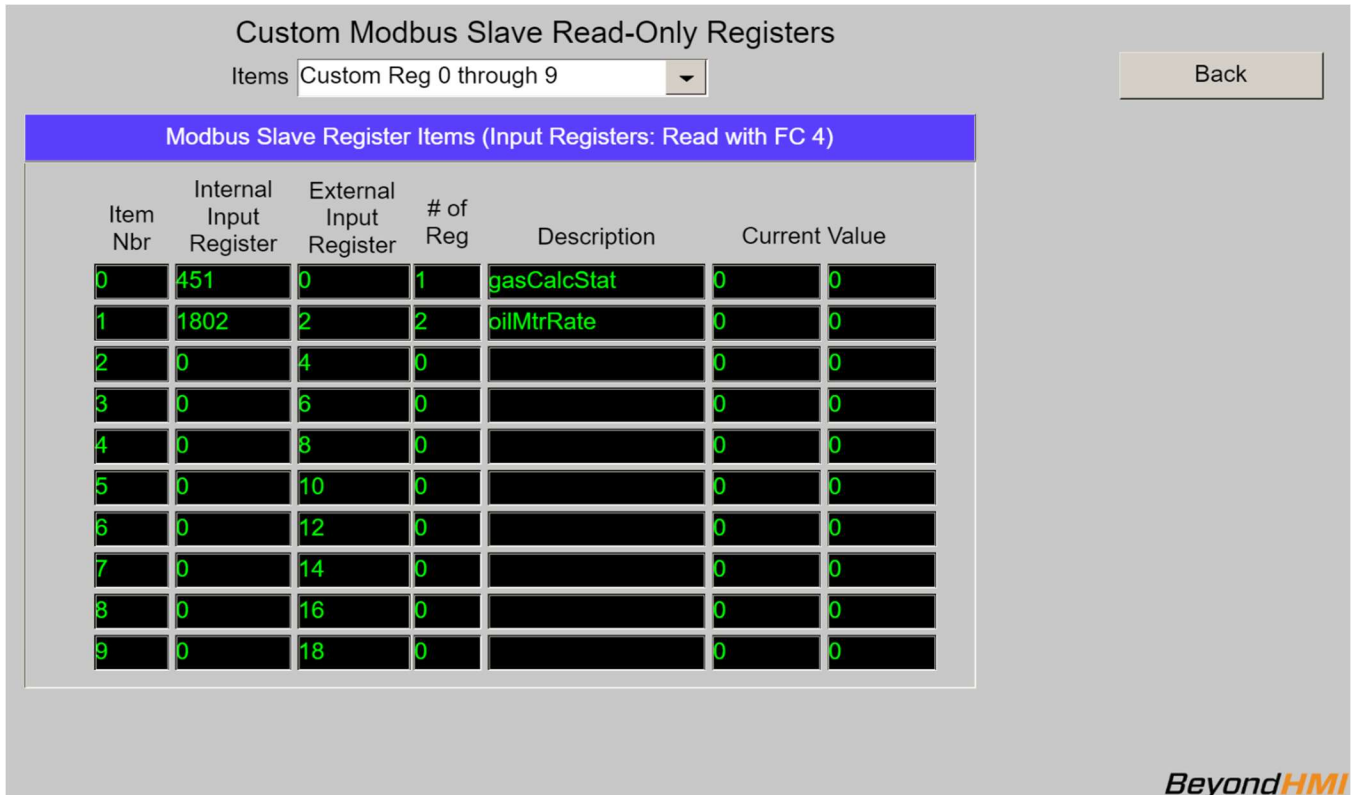 Custom Modbus Slave Read-Only Registers
Items Custom Reg 0 through 9
Back
Modbus Slave Register Items (Input Registers: Read with FC 4)
Item Nbr
Internal Input Register
External Input Register
# of Reg
Description
Current Value
0 451 0 1 gasCalcStat 0 0
1 1802 2 2 oilMtrRate 0 0
2 0 4 0 0 0
3 0 6 0 0 0
4 0 8 0 0 0
5 0 10 0 0 0
6 0 12 0 0 0
7 0 14 0 0 0
8 0 16 0 0 0
9 0 18 0 0 0
BeyondHMI